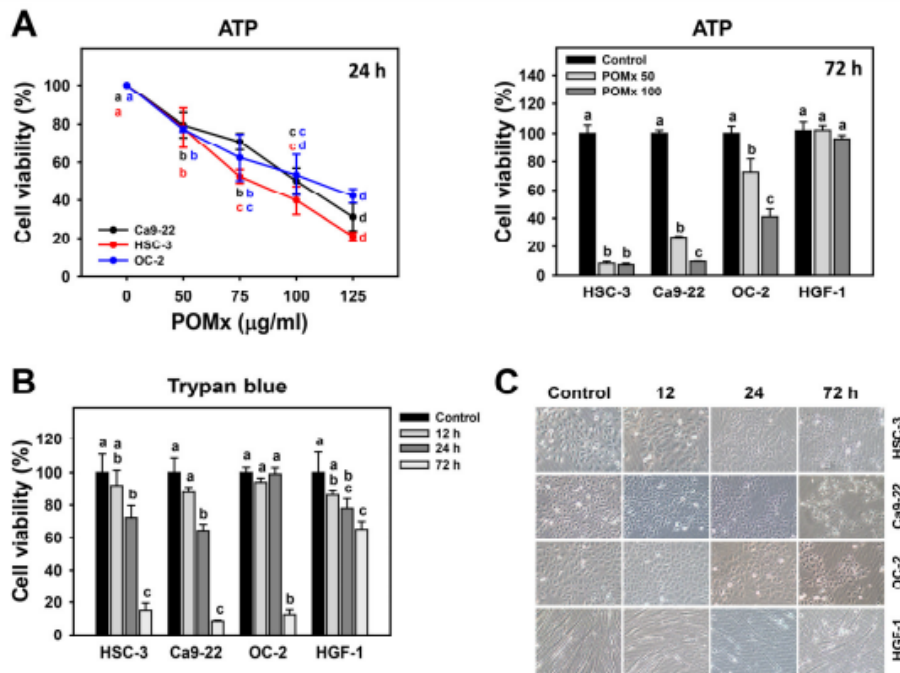 A
ATP
24 h
Cell viability (%)
100
80
60
40
20
0
a a
a
b b
b
b b
c c
c c
c d
d
d
d
Ca9-22
HSC-3
OC-2
0 50 75 100 125
POMx (µg/ml)
ATP
72 h
Control
POMx 50
POMx 100
Cell viability (%)
140
120
100
80
60
40
20
0
a b b
a b c
a b c
a a a
HSC-3 Ca9-22 OC-2 HGF-1
B
Trypan blue
Control
12 h
24 h
72 h
Cell viability (%)
120
100
80
60
40
20
0
a a b b c
a a b c
a a a b
a a b b c c
HSC-3 Ca9-22 OC-2 HGF-1
C
Control 12 24 72 h
HSC-3
Ca9-22
OC-2
HGF-1